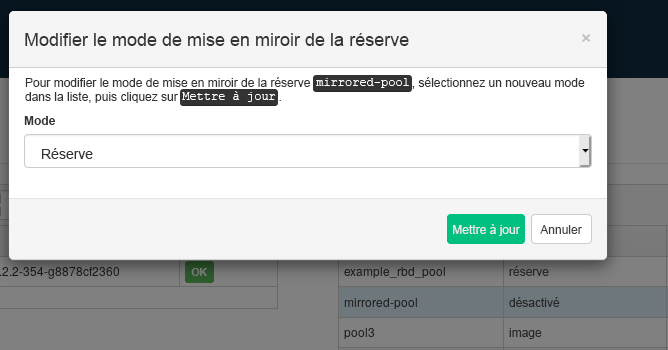 Modifier le mode de mise en miroir de la réserve ×
Pour modifier le mode de mise en miroir de la réserve mirrored-pool, sélectionnez un nouveau mode
dans la liste, puis cliquez sur Mettre à jour.
Mode
Réserve
Mettre à jour Annuler
.2.2-354-g8878cf2360 OK
example_rbd_pool réserve
mirrored-pool désactivé
pool3 image